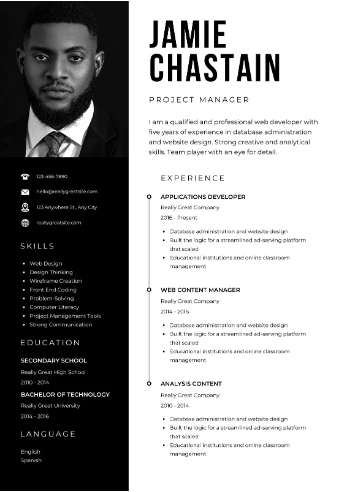 JAMIE
CHASTAIN
PROJECT MANAGER
I am a qualified and professional web developer with
five years of experience in database administration
and website design. Strong creative and analytical
skills. Team player with an eye for detail.
123-456-7890
hello@reallygreatsite.com
123 Anywhere St., Any City
reallygreatsite.com
SKILLS
Web Design
Design Thinking
Wireframe Creation
Front End Coding
Problem-Solving
Computer Literacy
Project Management Tools
Strong Communication
EDUCATION
SECONDARY SCHOOL
Really Great High School
2010 - 2014
BACHELOR OF TECHNOLOGY
Really Great University
2014 - 2016
LANGUAGE
English
Spanish
EXPERIENCE
APPLICATIONS DEVELOPER
Really Great Company
2016 - Present
Database administration and website design
Built the logic for a streamlined ad-serving platform
that scaled
Educational institutions and online classroom
management
WEB CONTENT MANAGER
Really Great Company
2014 - 2016
Database administration and website design
Built the logic for a streamlined ad-serving platform
that scaled
Educational institutions and online classroom
management
ANALYSIS CONTENT
Really Great Company
2010 - 2014
Database administration and website design
Built the logic for a streamlined ad-serving platform
that scaled
Educational institutions and online classroom
management